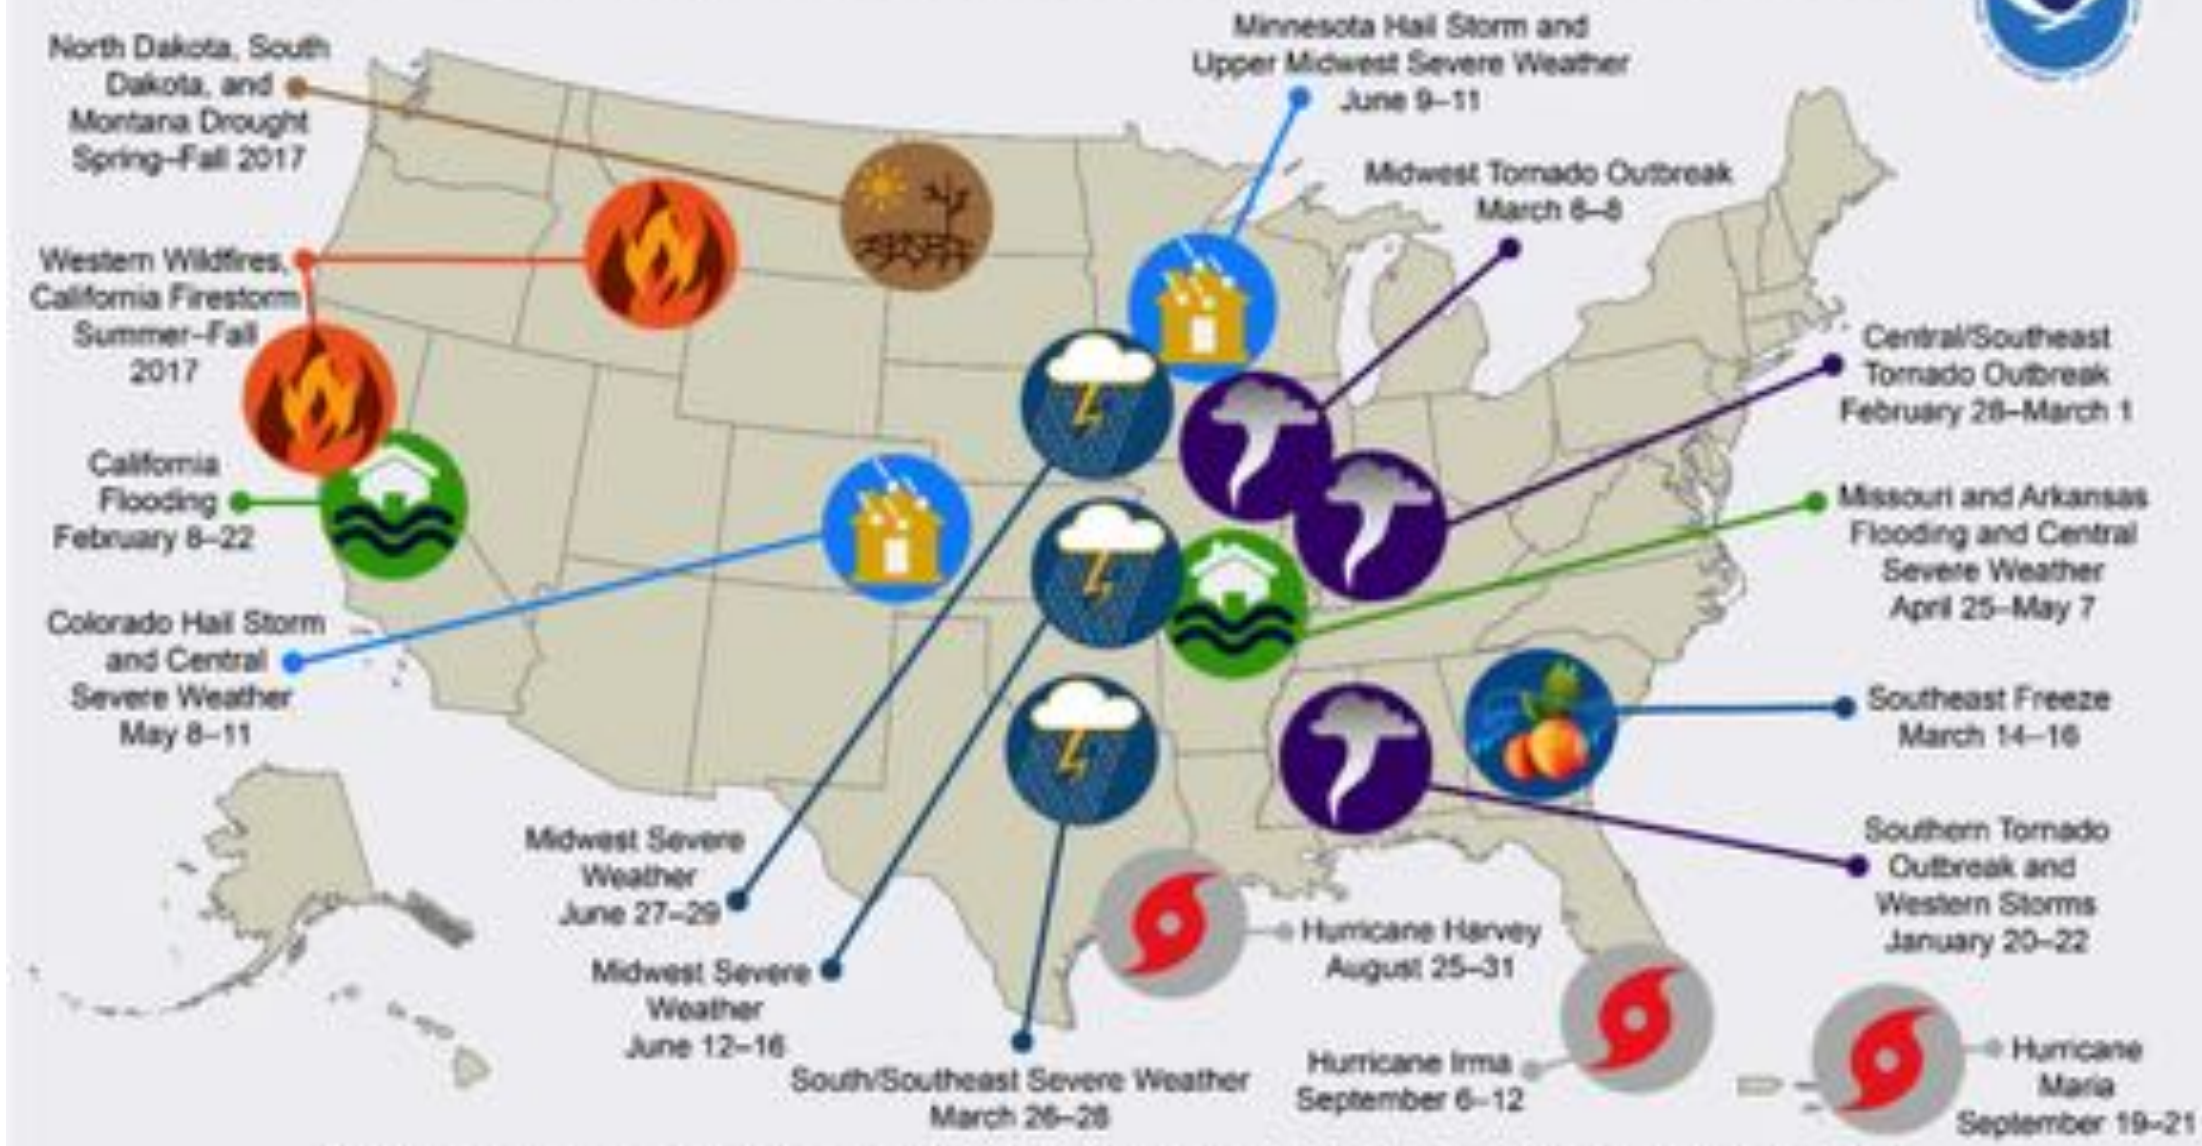 North Dakota, South
Dakota, and
Montana Drought
Spring–Fall 2017
Minnesota Hail Storm and
Upper Midwest Severe Weather
June 9–11
Midwest Tornado Outbreak
March 6–8
Western Wildfires,
California Firestorm
Summer–Fall
2017
Central/Southeast
Tornado Outbreak
February 28–March 1
California
Flooding
February 8–22
Missouri and Arkansas
Flooding and Central
Severe Weather
April 25–May 7
Colorado Hail Storm
and Central
Severe Weather
May 8–11
Southeast Freeze
March 14–16
Midwest Severe
Weather
June 27–29
Southern Tornado
Outbreak and
Western Storms
January 20–22
Midwest Severe
Weather
June 12–16
Hurricane Harvey
August 25–31
South/Southeast Severe Weather
March 26–28
Hurricane Irma
September 6–12
Hurricane
Maria
September 19–21